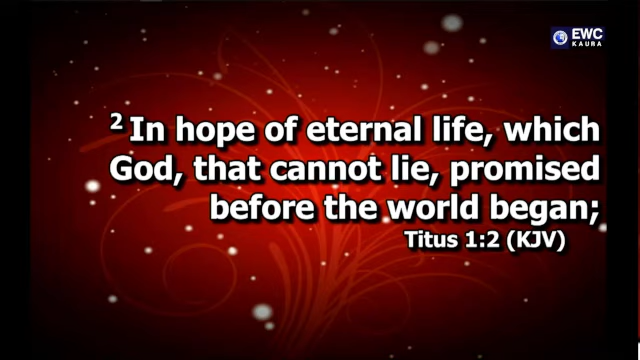 EWC
KAURA
2 In hope of eternal life, which
God, that cannot lie, promised
before the world began;
Titus 1:2 (KJV)